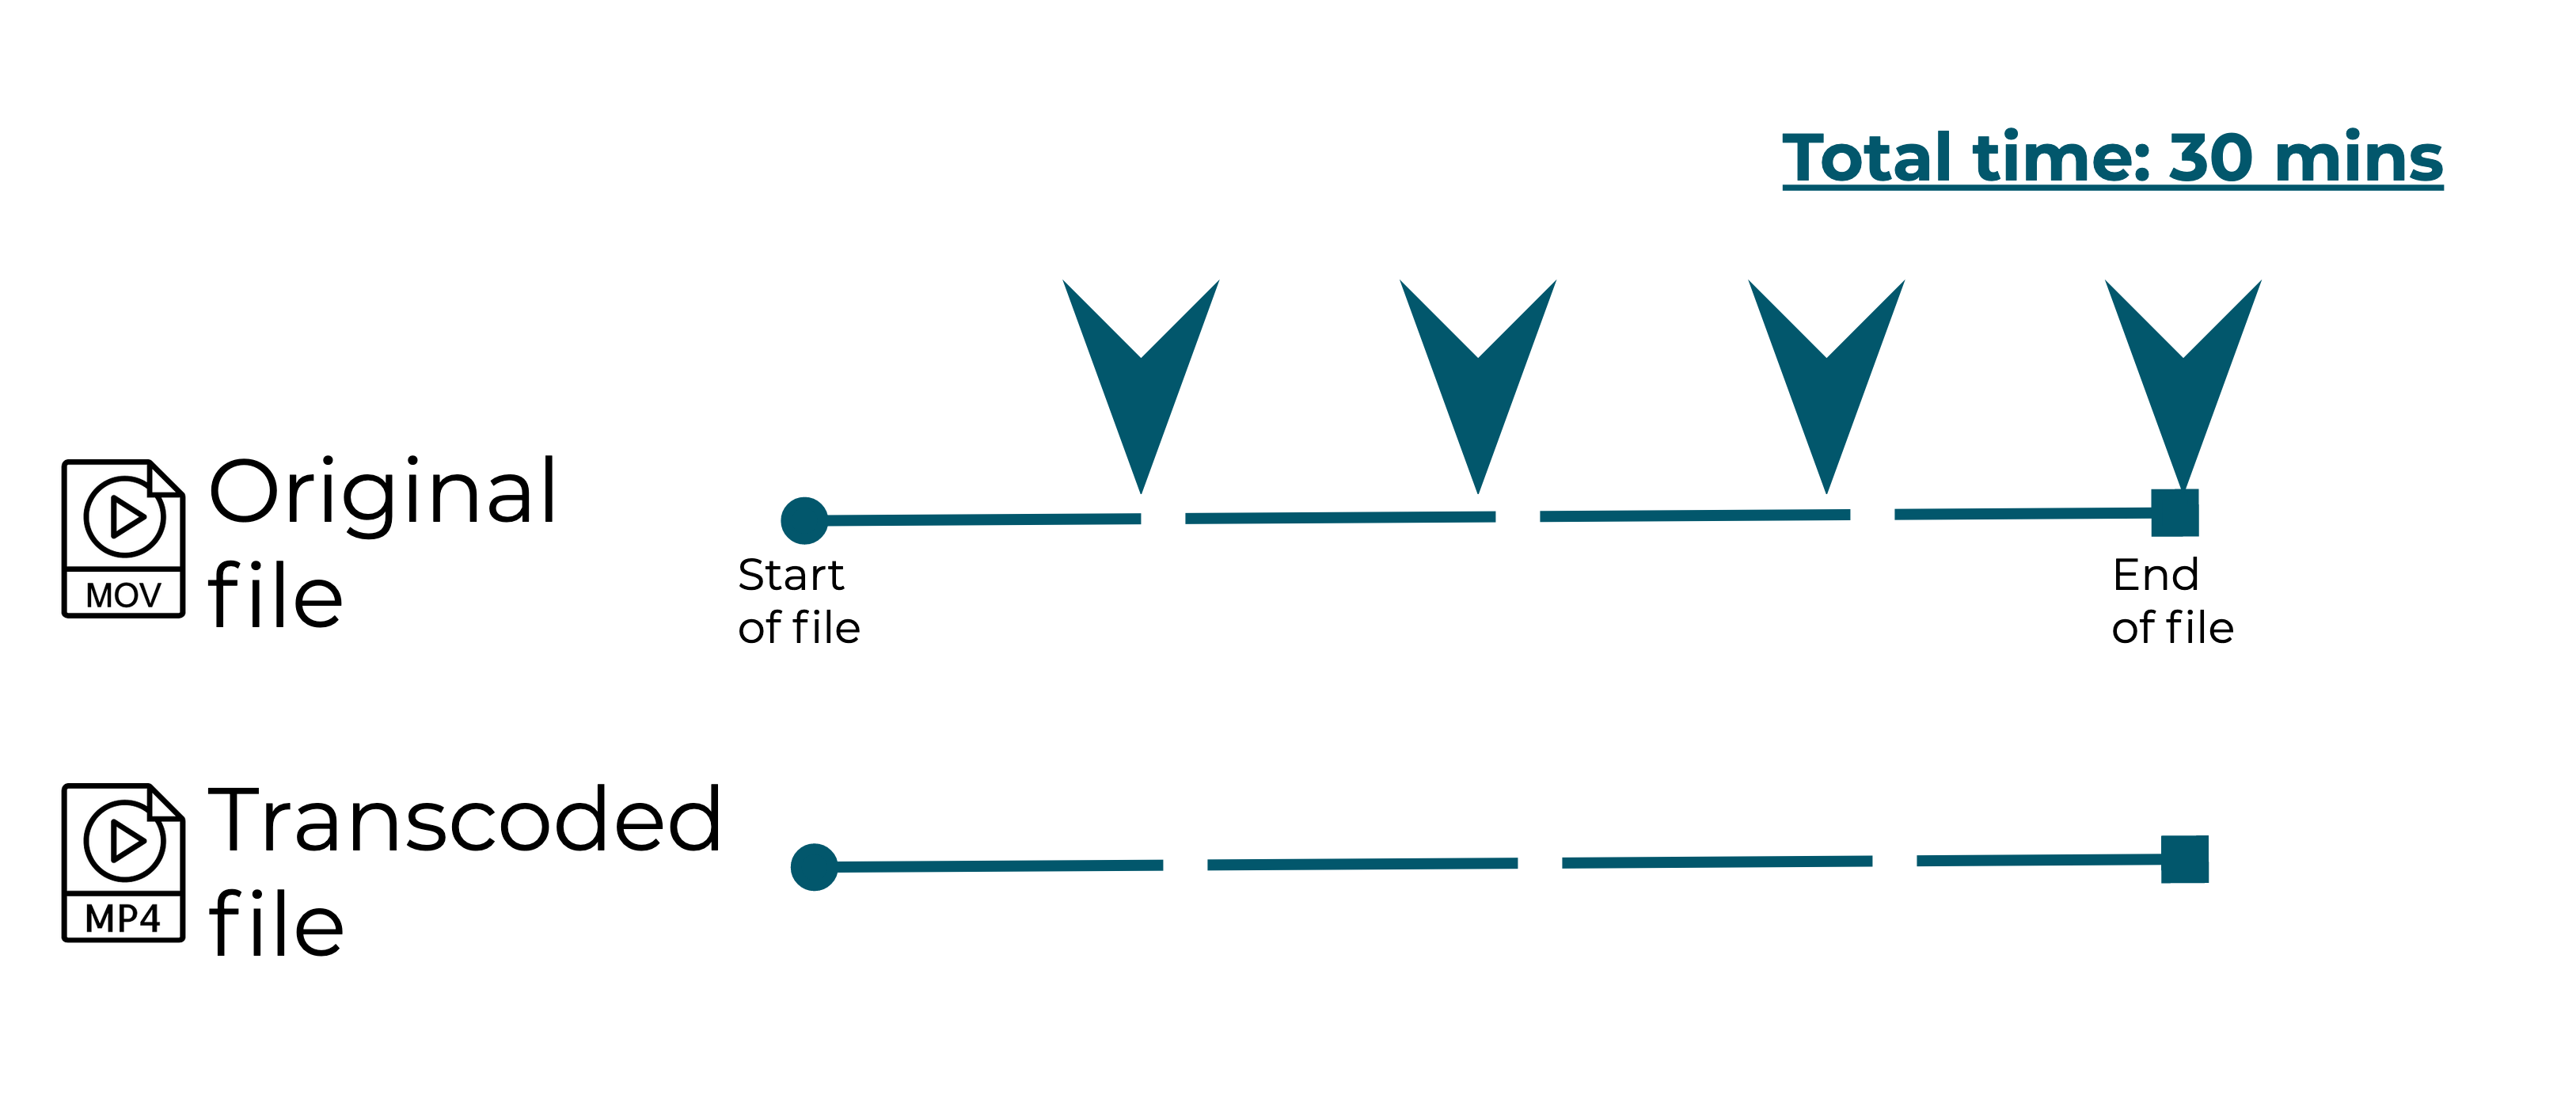 Total time: 30 mins
Original
file
MOV
Start
of file
End
of file
Transcoded
file
MP4